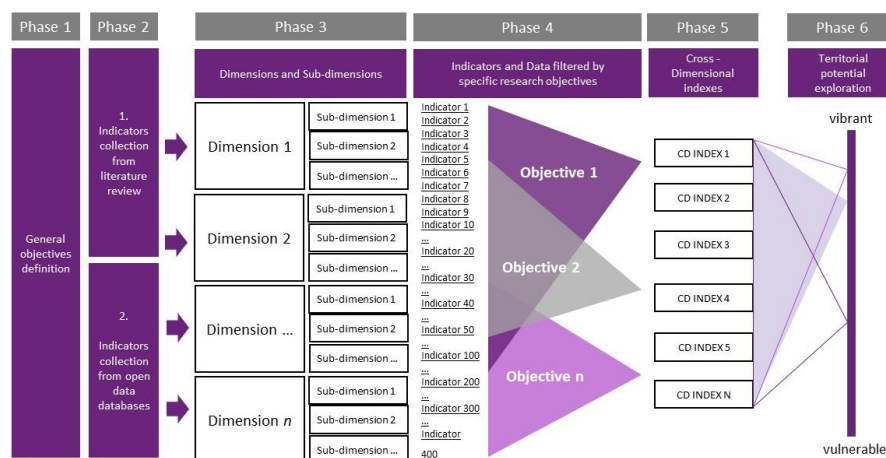 Phase 1
Phase 2
Phase 3
Phase 4
Phase 5
Phase 6
Dimensions and Sub-dimensions
Indicators and Data filtered by
specific research objectives
Cross -
Dimensional
indexes
Territorial
potential
exploration
General
objectives
definition
1.
Indicators
collection
from
literature
review
2.
Indicators
collection
from open
data
databases
Dimension 1
Sub-dimension 1
Sub-dimension 2
Sub-dimension ...
Dimension 2
Sub-dimension 1
Sub-dimension 2
Sub-dimension ...
Dimension ...
Sub-dimension 1
Sub-dimension 2
Sub-dimension ...
Dimension n
Sub-dimension 1
Sub-dimension 2
Sub-dimension ...
Indicator 1
Indicator 2
Indicator 3
Indicator 4
Indicator 5
Indicator 6
Indicator 7
Indicator 8
Indicator 9
Indicator 10
...
Indicator 20
...
Indicator 30
...
Indicator 40
...
Indicator 50
...
Indicator 100
...
Indicator 200
...
Indicator 300
...
Indicator
400
Objective 1
Objective 2
Objective n
CD INDEX 1
CD INDEX 2
CD INDEX 3
CD INDEX 4
CD INDEX 5
CD INDEX N
vibrant
vulnerable